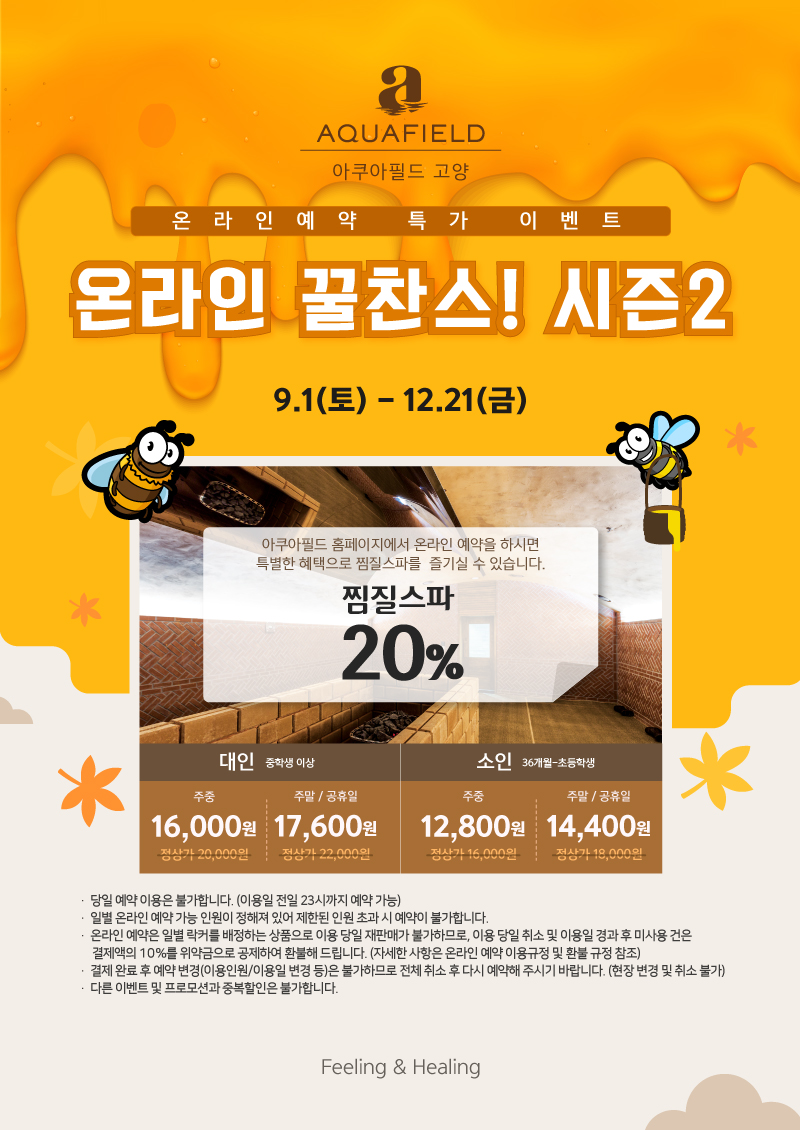 a
AQUAFIELD
아쿠아필드 고양
온라인예약 특가 이벤트
온라인 꿀찬스! 시즌2
9.1(토) – 12.21(금)
아쿠아필드 홈페이지에서 온라인 예약을 하시면
특별한 혜택으로 찜질스파를 즐기실 수 있습니다.
찜질스파
20%
대인 중학생 이상
소인 36개월-초등학생
주중
주말 / 공휴일
주중
주말 / 공휴일
16,000원
17,600원
12,800원
14,400원
정상가 20,000원
정상가 22,000원
정상가 16,000원
정상가 18,000원
· 당일 예약 이용은 불가합니다. (이용일 전일 23시까지 예약 가능)
· 일별 온라인 예약 가능 인원이 정해져 있어 제한된 인원 초과 시 예약이 불가합니다.
· 온라인 예약은 일별 락커를 배정하는 상품으로 이용 당일 재판매가 불가하므로, 이용 당일 취소 및 이용일 경과 후 미사용 건은
결제액의 10%를 위약금으로 공제하여 환불해 드립니다. (자세한 사항은 온라인 예약 이용규정 및 환불 규정 참조)
· 결제 완료 후 예약 변경(이용인원/이용일 변경 등)은 불가하므로 전체 취소 후 다시 예약해 주시기 바랍니다. (현장 변경 및 취소 불가)
· 다른 이벤트 및 프로모션과 중복할인은 불가합니다.
Feeling & Healing